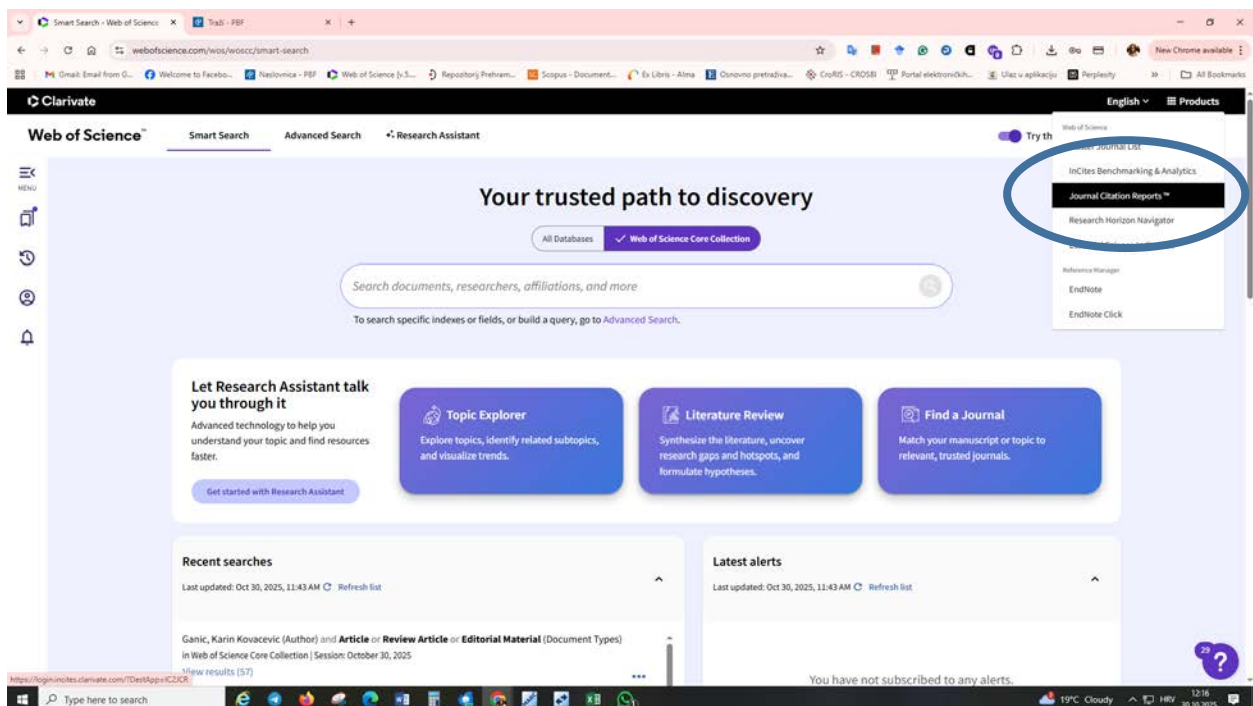 Smart Search - Web of Science
Traži - PBF
webofscience.com/wos/woscc/smart-search
New Chrome available
Gmail: Email from G...
Welcome to Facebo...
Naslovnica - PBF
Web of Science [v.5...
Repozitorij Prehram...
Scopus - Document...
Ex Libris - Alma
Osnovno pretraživa...
CroRIS - CROSBI
Portal elektroničkih...
Ulaz u aplikaciju
Perplexity
All Bookmarks
Clarivate
English
Products
Web of Science™
Smart Search
Advanced Search
Research Assistant
Try th
Web of Science
Master Journal List
InCites Benchmarking & Analytics
Journal Citation Reports ™
Research Horizon Navigator
Reference Manager
EndNote
EndNote Click
MENU
Your trusted path to discovery
All Databases
Web of Science Core Collection
Search documents, researchers, affiliations, and more
To search specific indexes or fields, or build a query, go to Advanced Search.
Let Research Assistant talk
you through it
Advanced technology to help you
understand your topic and find resources
faster.
Get started with Research Assistant
Topic Explorer
Explore topics, identify related subtopics,
and visualize trends.
Literature Review
Synthesize the literature, uncover
research gaps and hotspots, and
formulate hypotheses.
Find a Journal
Match your manuscript or topic to
relevant, trusted journals.
Recent searches
Last updated: Oct 30, 2025, 11:43 AM Refresh list
Ganic, Karin Kovacevic (Author) and Article or Review Article or Editorial Material (Document Types)
in Web of Science Core Collection | Session: October 30, 2025
View results (57)
Latest alerts
Last updated: Oct 30, 2025, 11:43 AM Refresh list
You have not subscribed to any alerts.
29
?
https://login.incites.clarivate.com/?DestApp=IC2JCR
Type here to search
19°C Cloudy
HRV
12:16
30.10.2025.